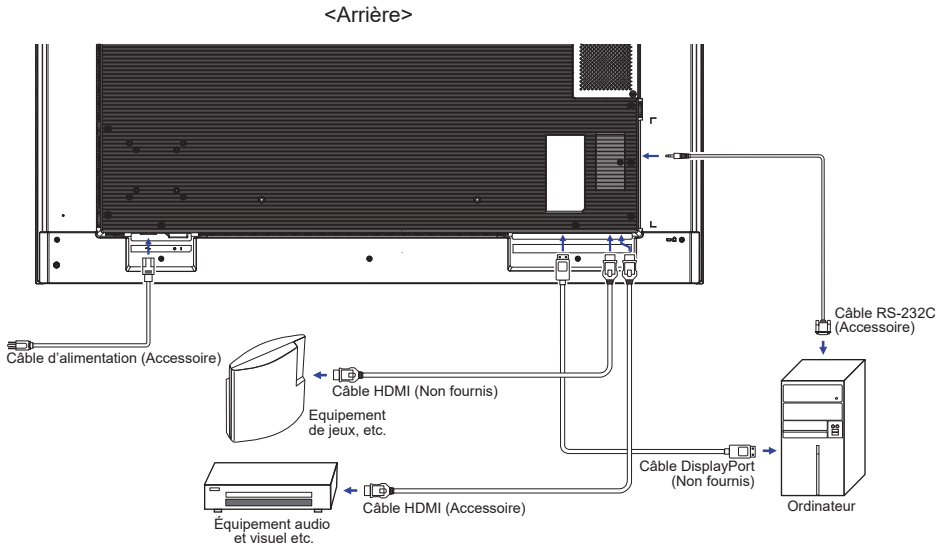 <Arrière>
Câble RS-232C
(Accessoire)
Câble d’alimentation (Accessoire)
Câble HDMI (Non fournis)
Equipement
de jeux, etc.
Câble DisplayPort
(Non fournis)
Câble HDMI (Accessoire)
Ordinateur
Équipement audio
et visuel etc.